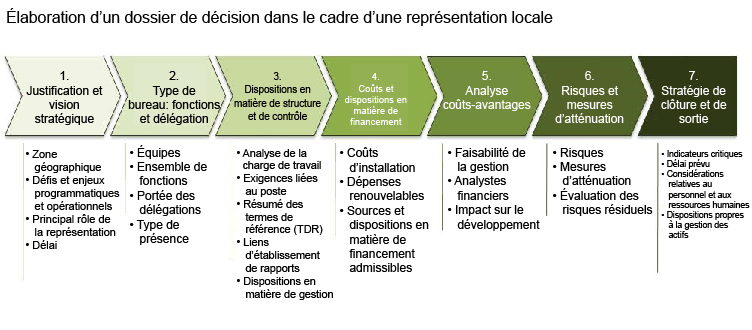 Élaboration d’un dossier de décision dans le cadre d’une représentation locale
1.
Justification et
vision
stratégique
2.
Type de
bureau: fonctions
et délégation
3.
Dispositions en
matière de structure
et de contrôle
4.
Coûts et
dispositions en
matière de
financement
5.
Analyse
coûts-avantages
6.
Risques et
mesures
d’atténuation
7.
Stratégie de
clôture et de
sortie
• Zone
géographique
• Défis et enjeux
programmatiques
et opérationnels
• Principal rôle de
la représentation
• Délai
• Équipes
• Ensemble de
fonctions
• Portée des
délégations
• Type de
présence
• Analyse de la
charge de travail
• Exigences liées
au poste
• Résumé des
termes de
référence (TDR)
• Liens
d’établissement
de rapports
• Dispositions en
matière de gestion
• Coûts
d’installation
• Dépenses
renouvelables
• Sources et
dispositions en
matière de
financement
admissibles
• Faisabilité de
la gestion
• Analystes
financiers
• Impact sur le
développement
• Risques
• Mesures
d’atténuation
• Évaluation des
risques résiduels
• Indicateurs critiques
• Délai prévu
• Considérations
relatives au
personnel et aux
ressources humaines
• Dispositions propres
à la gestion des
actifs